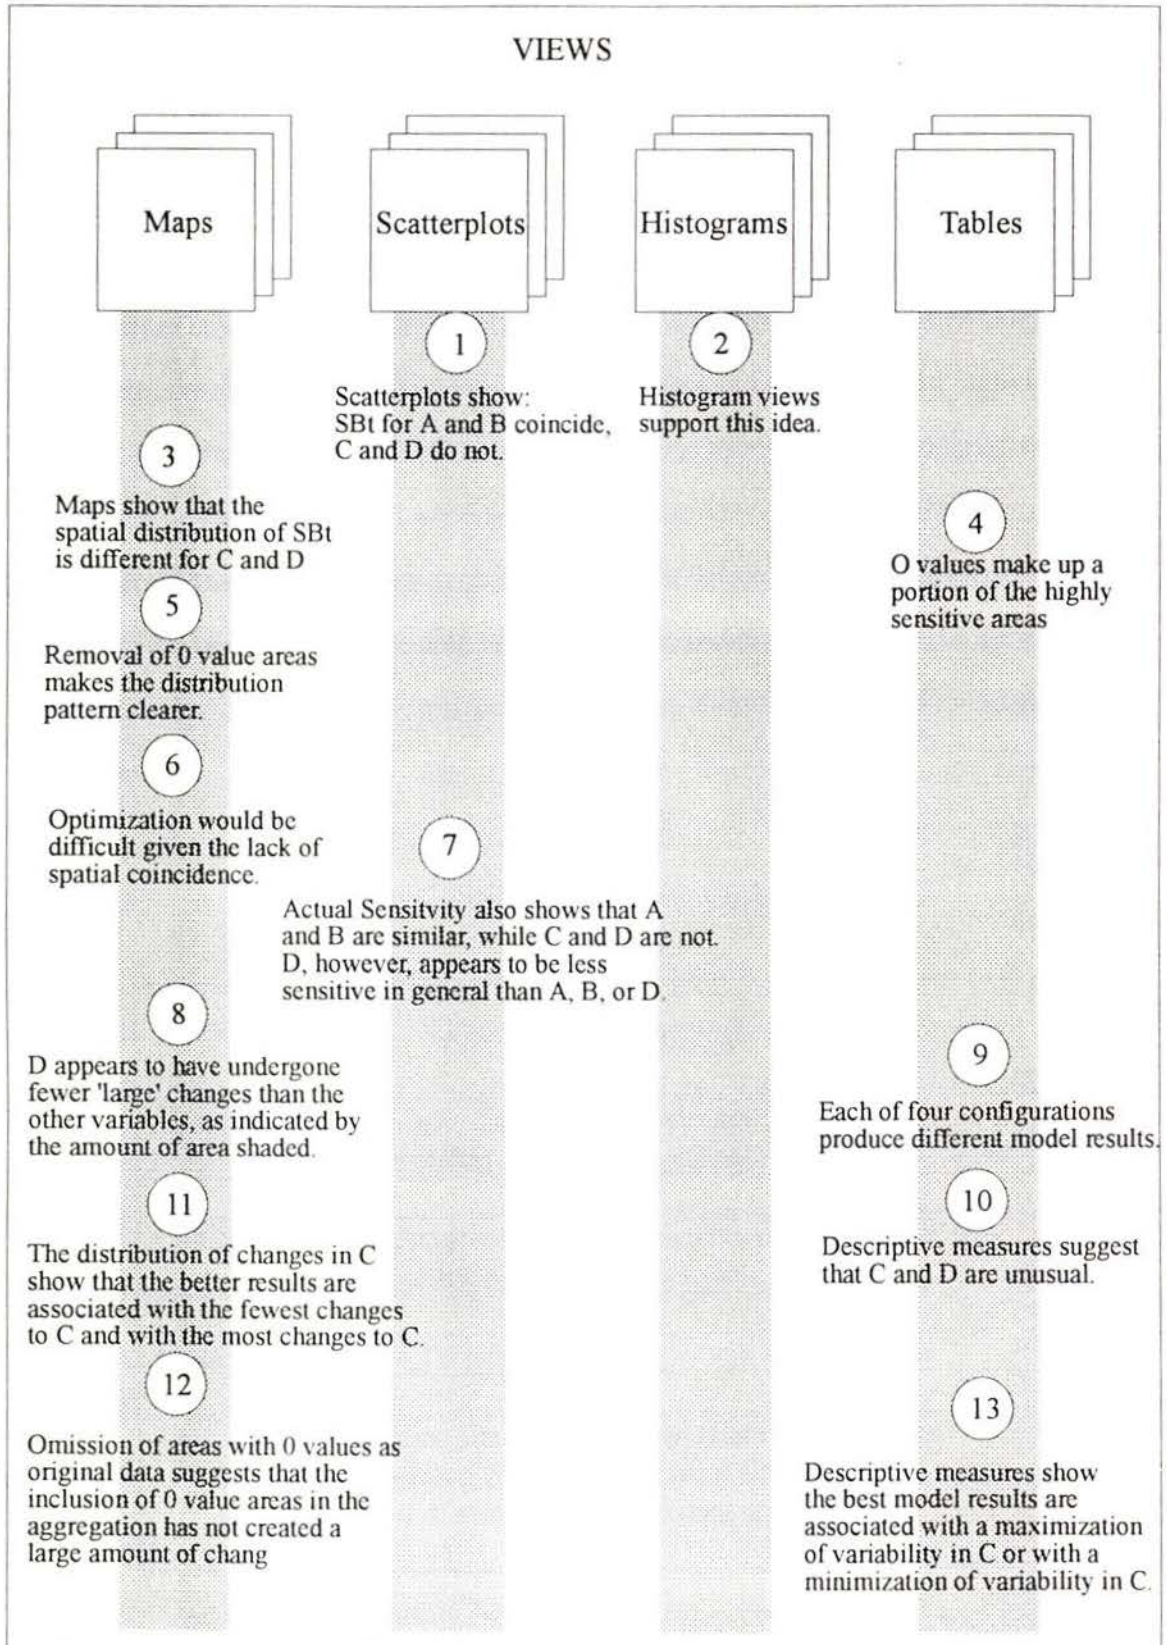 VIEWS
Maps
Scatterplots
Histograms
Tables
1
Scatterplots show:
SBt for A and B coincide,
C and D do not.
2
Histogram views
support this idea.
3
Maps show that the
spatial distribution of SBt
is different for C and D
4
O values make up a
portion of the highly
sensitive areas
5
Removal of 0 value areas
makes the distribution
pattern clearer.
6
Optimization would be
difficult given the lack of
spatial coincidence.
7
Actual Sensitvity also shows that A
and B are similar, while C and D are not.
D, however, appears to be less
sensitive in general than A, B, or D.
8
D appears to have undergone
fewer 'large' changes than the
other variables, as indicated by
the amount of area shaded.
9
Each of four configurations
produce different model results.
10
Descriptive measures suggest
that C and D are unusual.
11
The distribution of changes in C
show that the better results are
associated with the fewest changes
to C and with the most changes to C.
12
Omission of areas with 0 values as
original data suggests that the
inclusion of 0 value areas in the
aggregation has not created a
large amount of chang
13
Descriptive measures show
the best model results are
associated with a maximization
of variability in C or with a
minimization of variability in C.